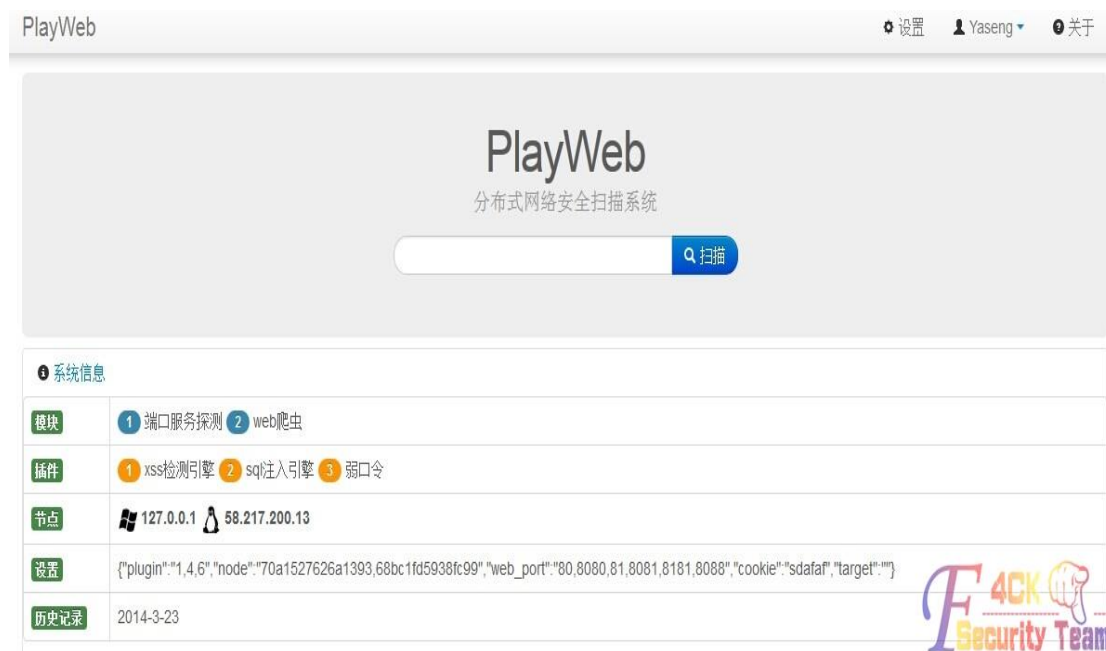 PlayWeb 设置 Yaseng 关于
PlayWeb
分布式网络安全扫描系统
扫描
系统信息
模块 1 端口服务探测 2 web爬虫
插件 1 xss检测引擎 2 sql注入引擎 3 弱口令
节点 127.0.0.1 58.217.200.13
设置 {"plugin":"1,4,6","node":"70a1527626a1393,68bc1fd5938fc99","web_port":"80,8080,81,8081,8181,8088","cookie":"sdafaf","target":""}
历史记录 2014-3-23
F4CK
Security Team